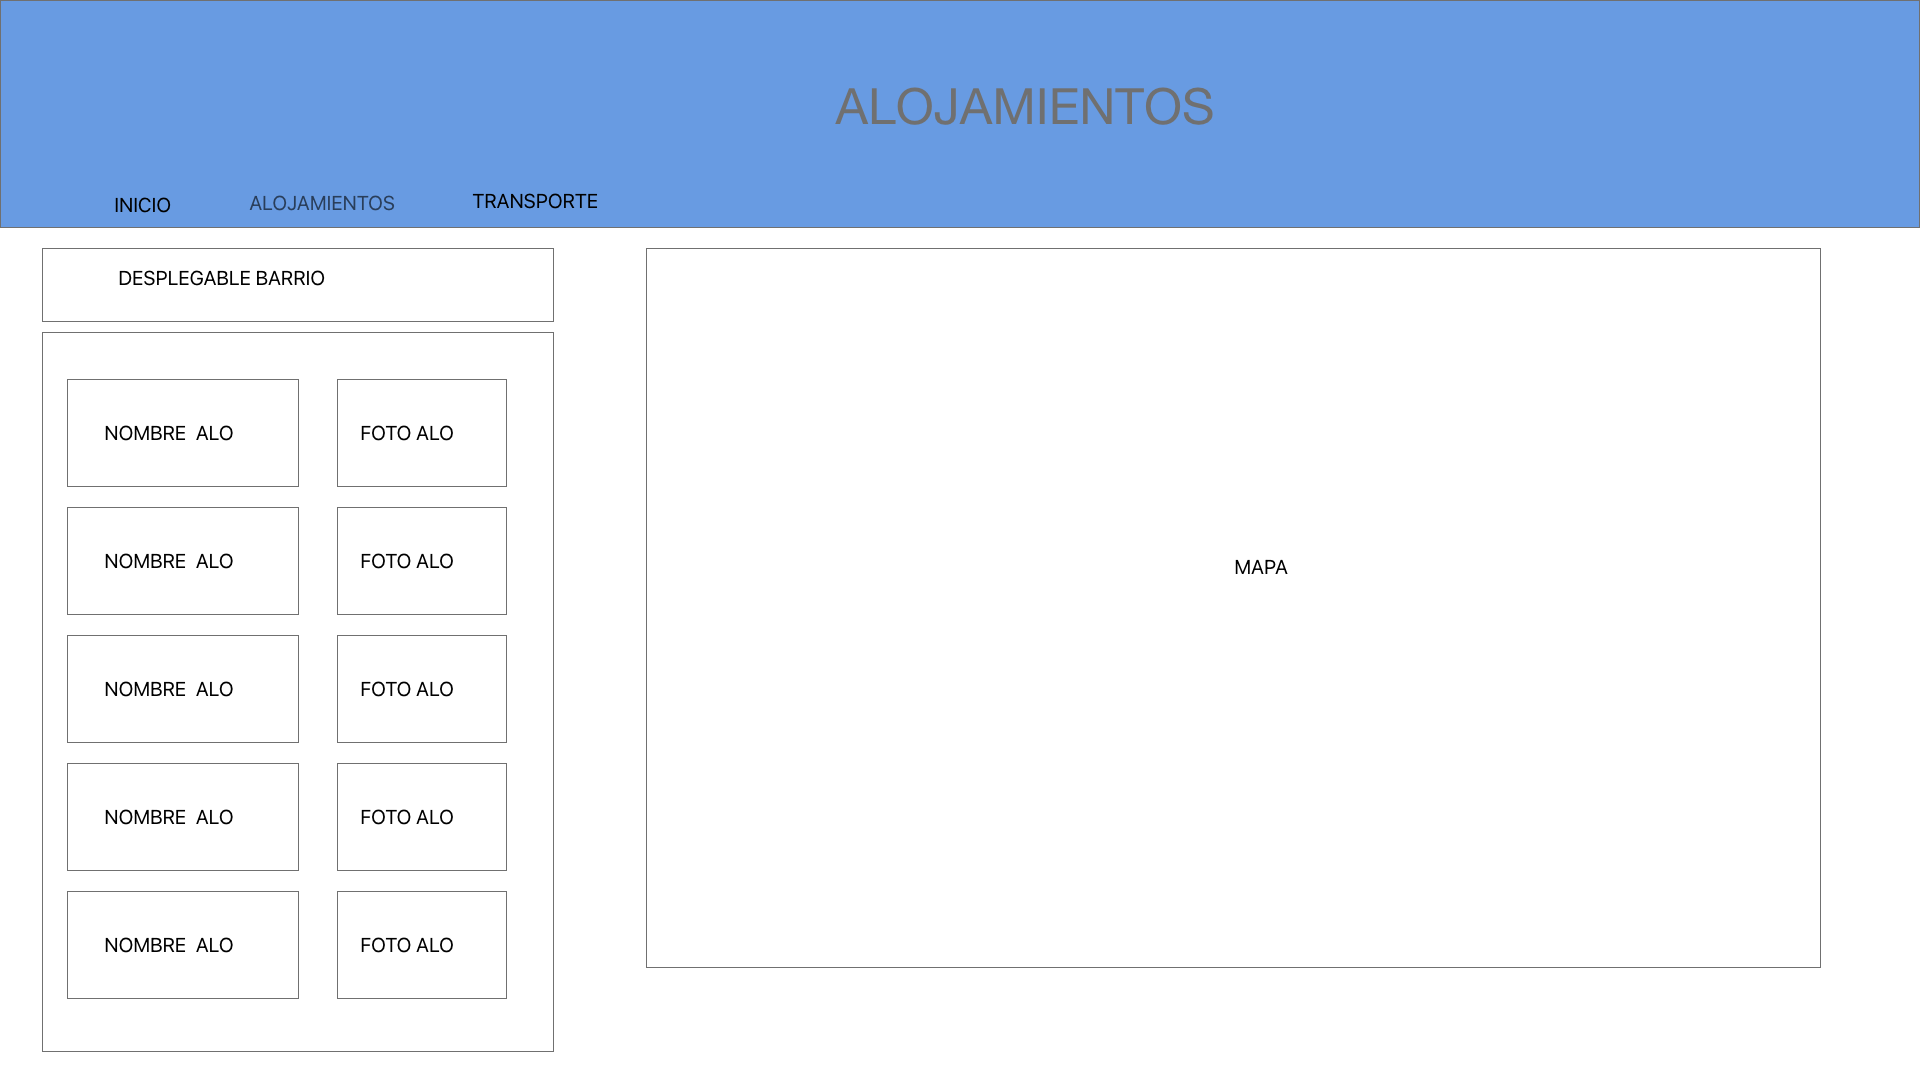 ALOJAMIENTOS
INICIO
ALOJAMIENTOS
TRANSPORTE
DESPLEGABLE BARRIO
NOMBRE  ALO
FOTO ALO
NOMBRE  ALO
FOTO ALO
NOMBRE  ALO
FOTO ALO
NOMBRE  ALO
FOTO ALO
NOMBRE  ALO
FOTO ALO
MAPA